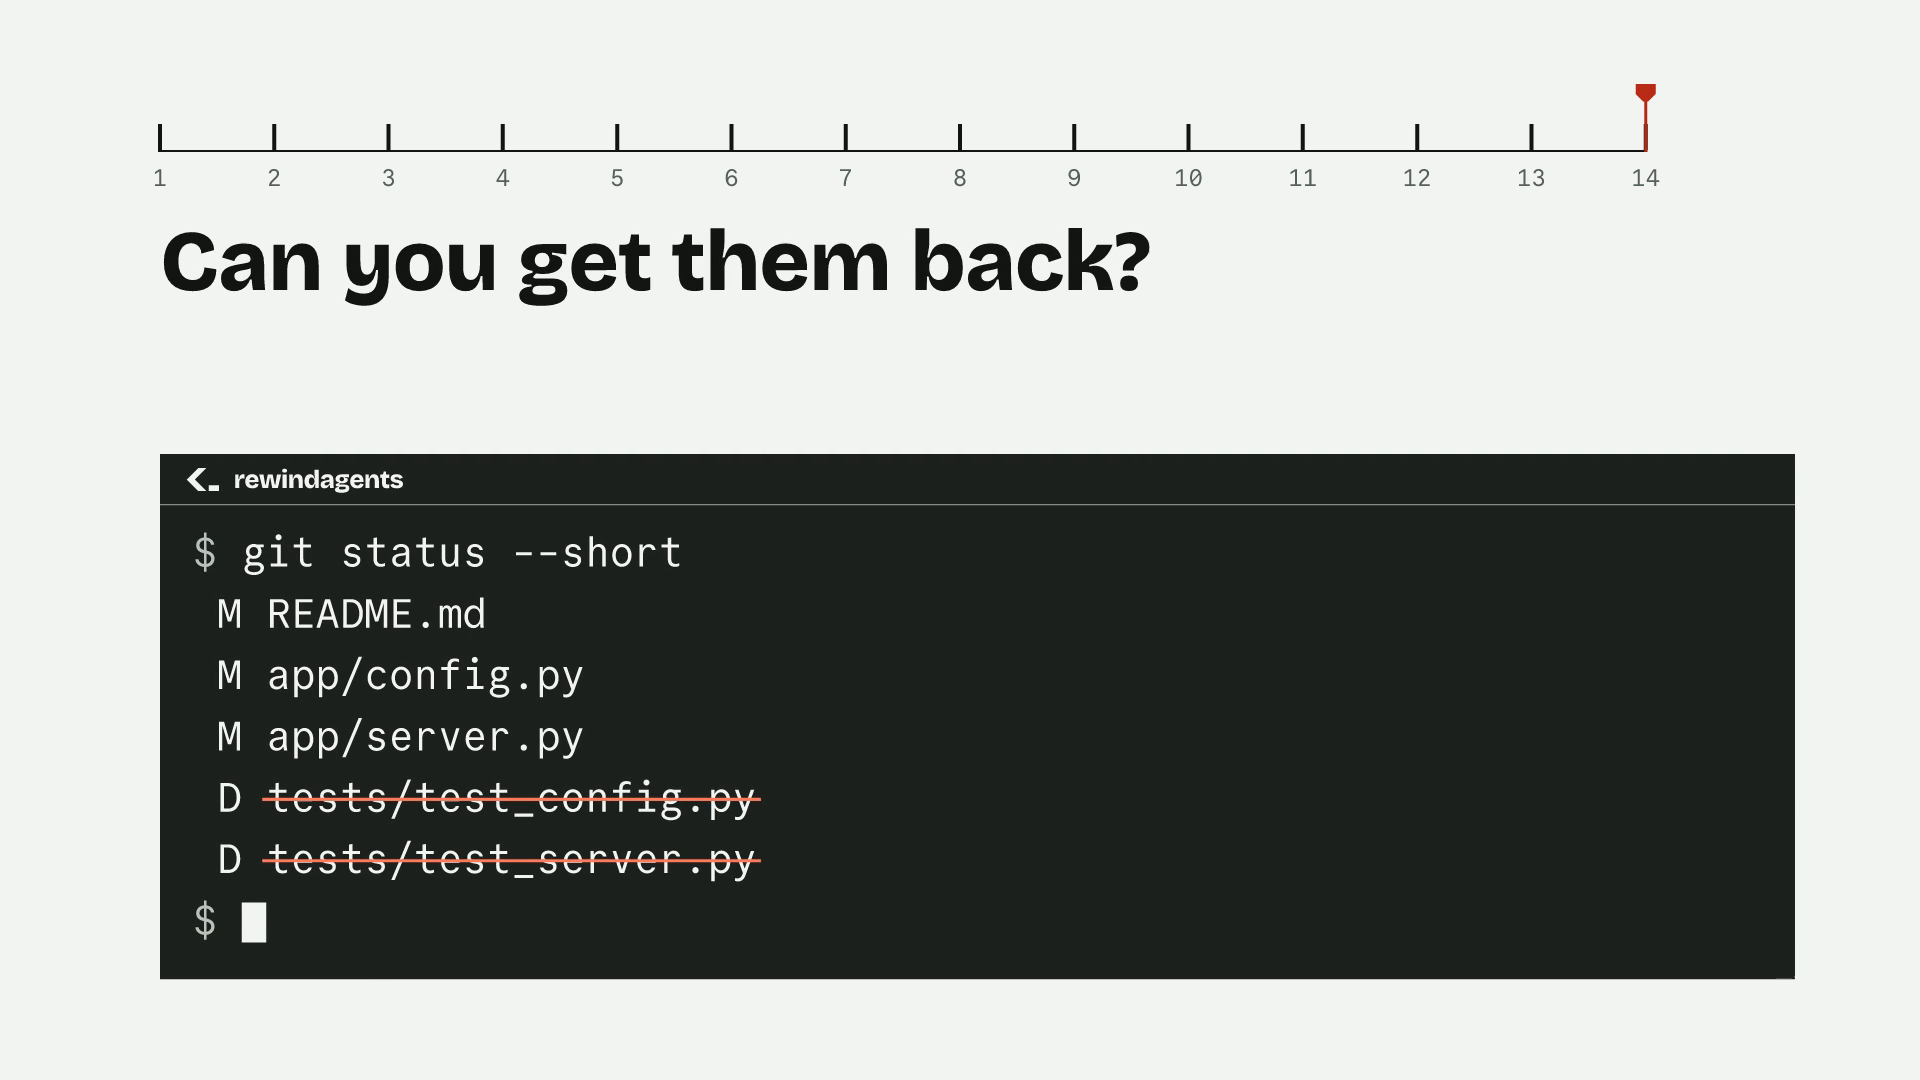 1 2 3 4 5 6 7 8 9 10 11 12 13 14
Can you get them back?
rewindagents
$ git status --short
M README.md
M app/config.py
M app/server.py
D tests/test_config.py
D tests/test_server.py
$